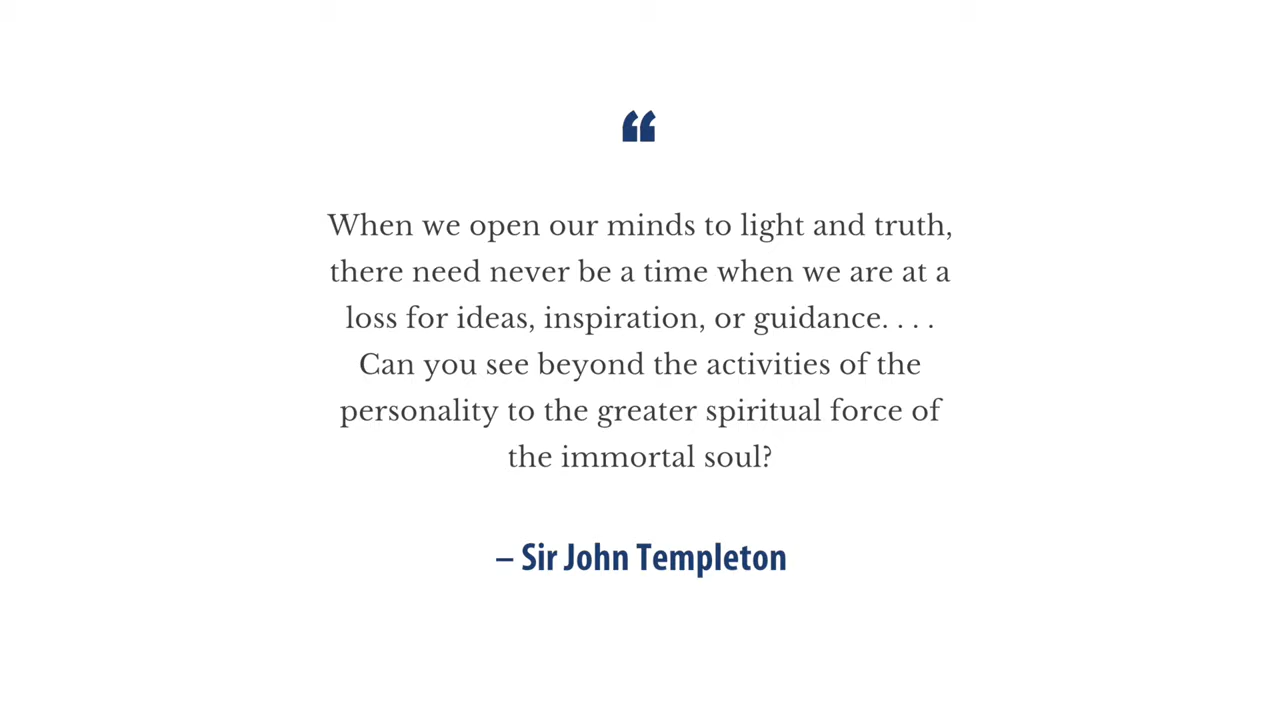 “
When we open our minds to light and truth,
there need never be a time when we are at a
loss for ideas, inspiration, or guidance. . . .
Can you see beyond the activities of the
personality to the greater spiritual force of
the immortal soul?
– Sir John Templeton